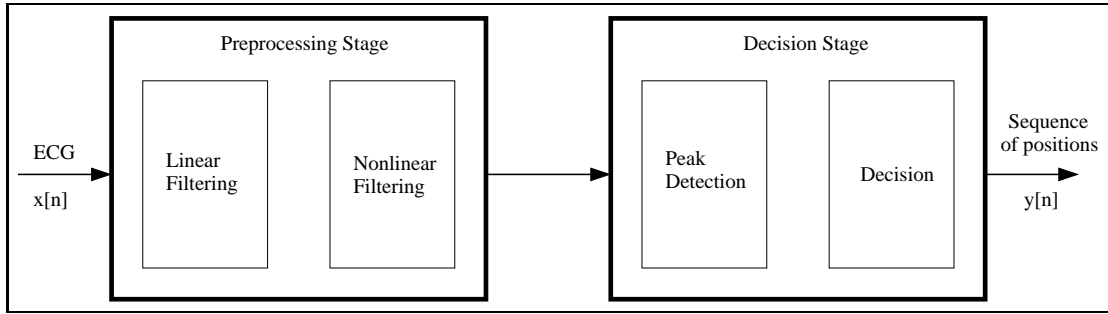 Preprocessing Stage
Linear
Filtering
Nonlinear
Filtering
Decision Stage
Peak
Detection
Decision
ECG
x[n]
Sequence
of positions
y[n]